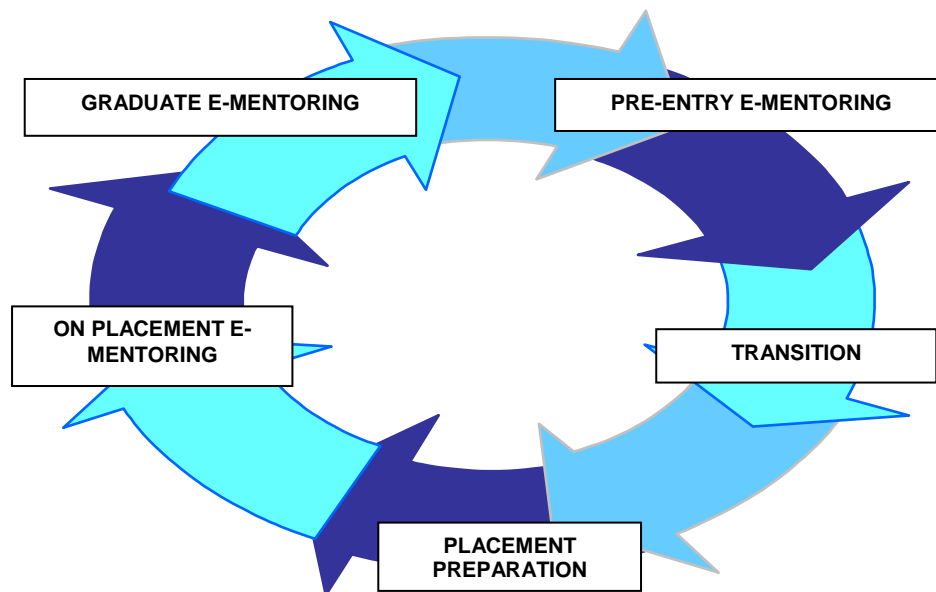 GRADUATE E-MENTORING
PRE-ENTRY E-MENTORING
ON PLACEMENT E-
MENTORING
TRANSITION
PLACEMENT
PREPARATION